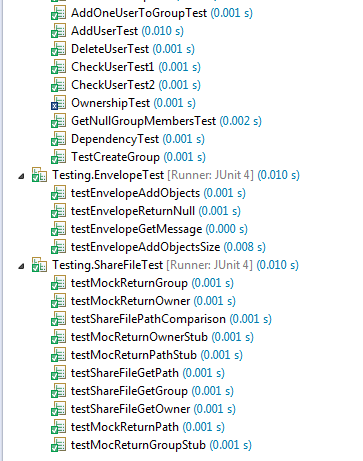 AddOneUserToGroupTest (0.001 s)
AddUserTest (0.010 s)
DeleteUserTest (0.001 s)
CheckUserTest1 (0.001 s)
CheckUserTest2 (0.001 s)
OwnershipTest (0.001 s)
GetNullGroupMembersTest (0.002 s)
DependencyTest (0.001 s)
TestCreateGroup (0.001 s)
Testing.EnvelopeTest [Runner: JUnit 4] (0.010 s)
testEnvelopeAddObjects (0.001 s)
testEnvelopeReturnNull (0.001 s)
testEnvelopeGetMessage (0.000 s)
testEnvelopeAddObjectsSize (0.008 s)
Testing.ShareFileTest [Runner: JUnit 4] (0.010 s)
testMockReturnGroup (0.001 s)
testMockReturnOwner (0.001 s)
testShareFilePathComparison (0.001 s)
testMocReturnOwnerStub (0.001 s)
testMocReturnPathStub (0.001 s)
testShareFileGetPath (0.001 s)
testShareFileGetGroup (0.001 s)
testShareFileGetOwner (0.001 s)
testMockReturnPath (0.001 s)
testMocReturnGroupStub (0.001 s)